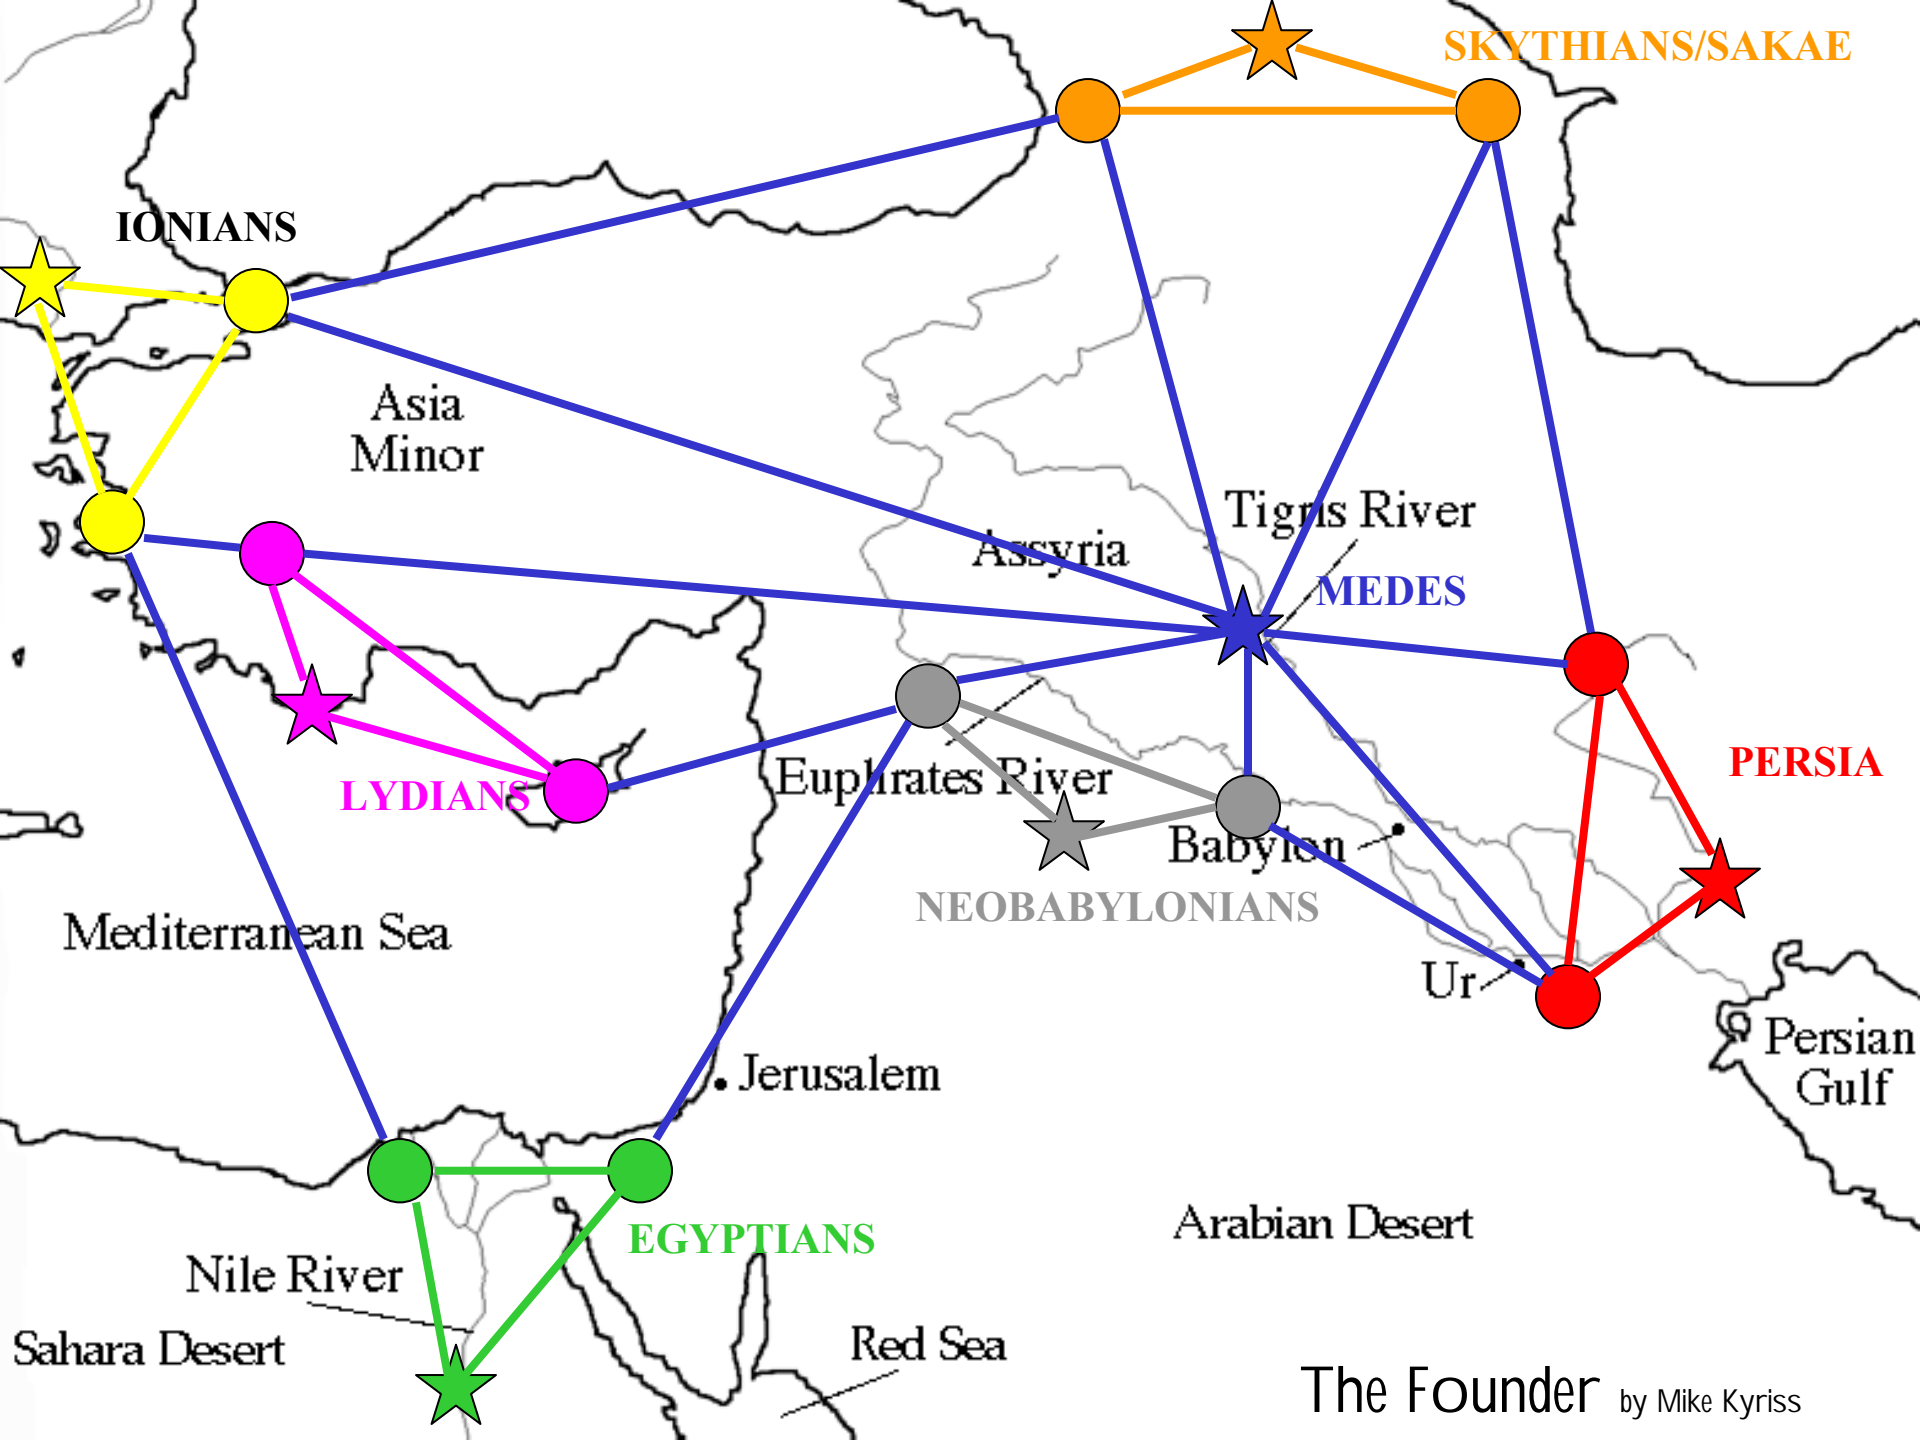 SKYTHIANS/SAKAE
IONIANS
Asia
Minor
Tigris River
Assyria
MEDES
PERSIA
Euphrates River
LYDIANS
Babylon
NEOBABYLONIANS
Mediterranean Sea
Ur
Persian
Gulf
Jerusalem
Arabian Desert
EGYPTIANS
Nile River
Sahara Desert
Red Sea
The Founder by Mike Kyriss